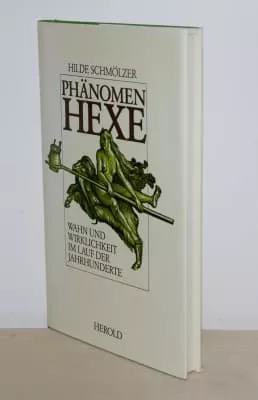 HILDE SCHMÖLZER
PHÄNOMEN
HEXE
WAHN UND
WIRKLICHKEIT
IM LAUF DER
JAHRHUNDERTE
HEROLD